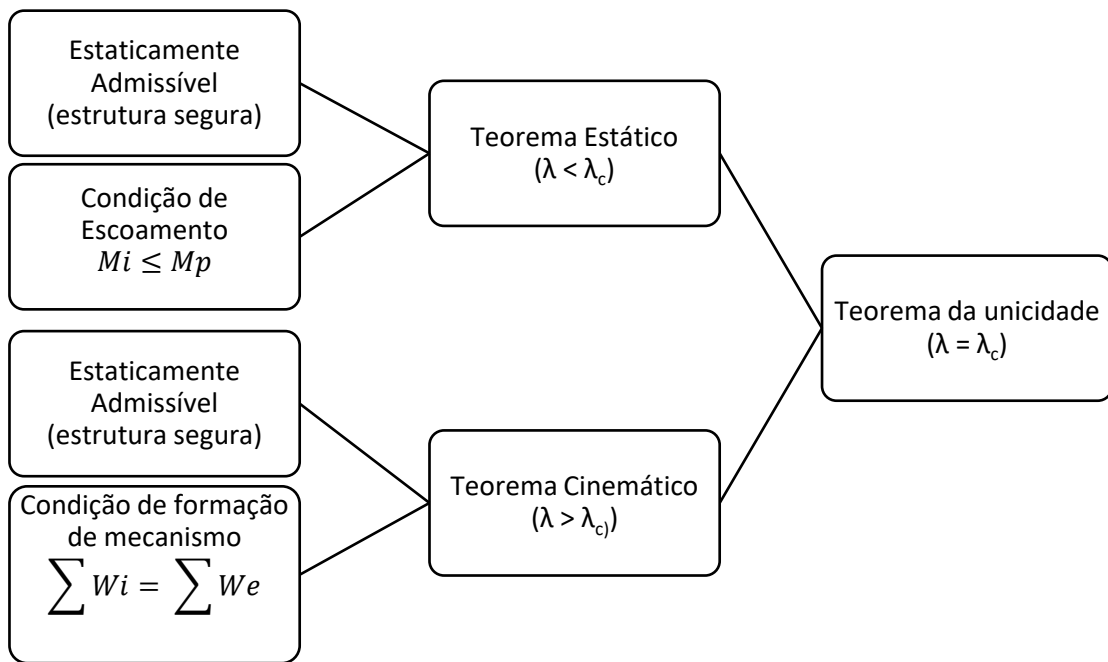 Estaticamente
Admissível
(estrutura segura)
Condição de
Escoamento
Mi ≤ Mp
Teorema Estático
(λ < λc)
Estaticamente
Admissível
(estrutura segura)
Condição de formação
de mecanismo
∑ Wi = ∑ We
Teorema Cinemático
(λ > λc))
Teorema da unicidade
(λ = λc)